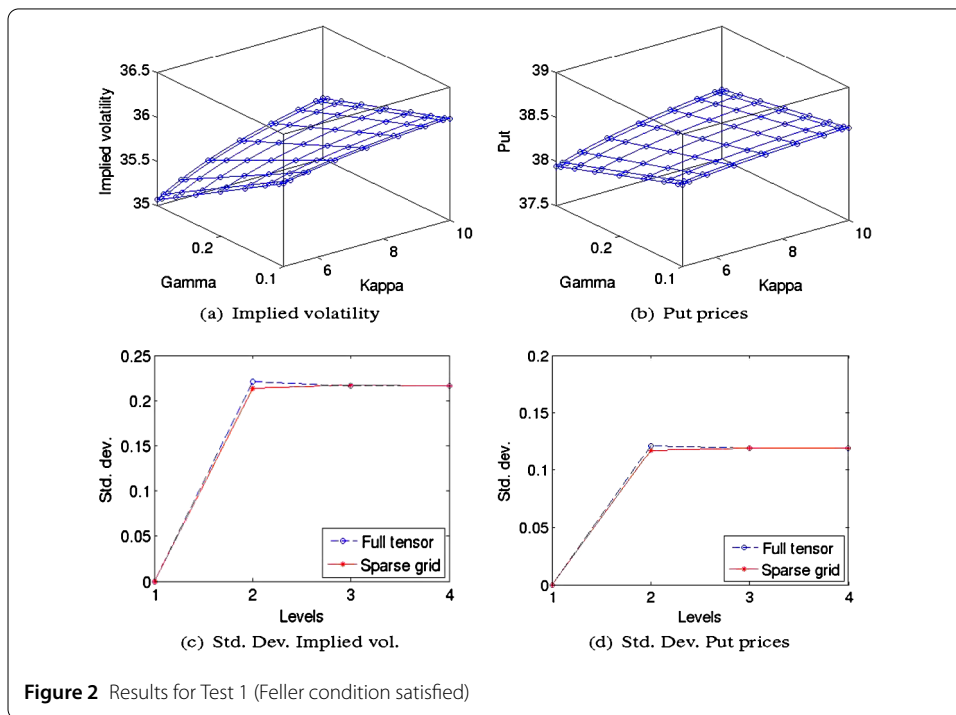 36.5
36
35.5
35
Implied volatility
0.2
0.1
Gamma
6
8
10
Kappa
(a) Implied volatility
39
38.5
38
37.5
Put
0.2
0.1
Gamma
6
8
10
Kappa
(b) Put prices
0.25
0.2
0.15
0.1
0.05
0
Std. dev.
Full tensor
Sparse grid
1
2
3
4
Levels
(c) Std. Dev. Implied vol.
0.2
0.15
0.1
0.05
0
Std. dev.
Full tensor
Sparse grid
1
2
3
4
Levels
(d) Std. Dev. Put prices
Figure 2 Results for Test 1 (Feller condition satisfied)